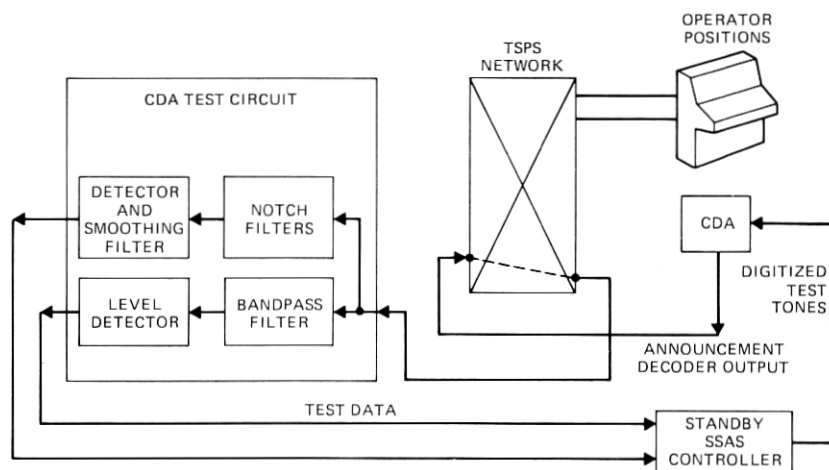 OPERATOR
POSITIONS
TSPS
NETWORK
CDA TEST CIRCUIT
DETECTOR
AND
SMOOTHING
FILTER
NOTCH
FILTERS
CDA
LEVEL
DETECTOR
BANDPASS
FILTER
DIGITIZED
TEST
TONES
ANNOUNCEMENT
DECODER OUTPUT
TEST DATA
STANDBY
SSAS
CONTROLLER